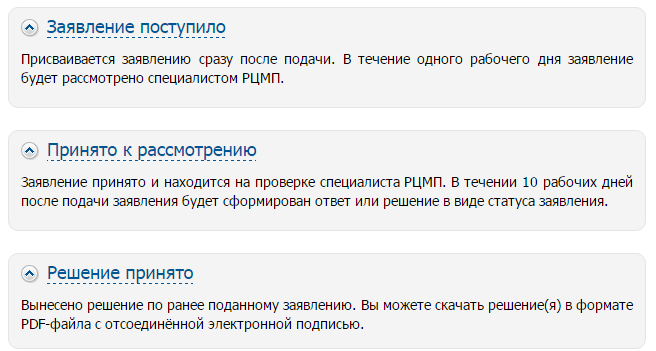 Заявление поступило
Присваивается заявлению сразу после подачи. В течение одного рабочего дня заявление
будет рассмотрено специалистом РЦМП.
Принято к рассмотрению
Заявление принято и находится на проверке специалиста РЦМП. В течении 10 рабочих дней
после подачи заявления будет сформирован ответ или решение в виде статуса заявления.
Решение принято
Вынесено решение по ранее поданному заявлению. Вы можете скачать решение(я) в формате
PDF-файла с отсоединённой электронной подписью.